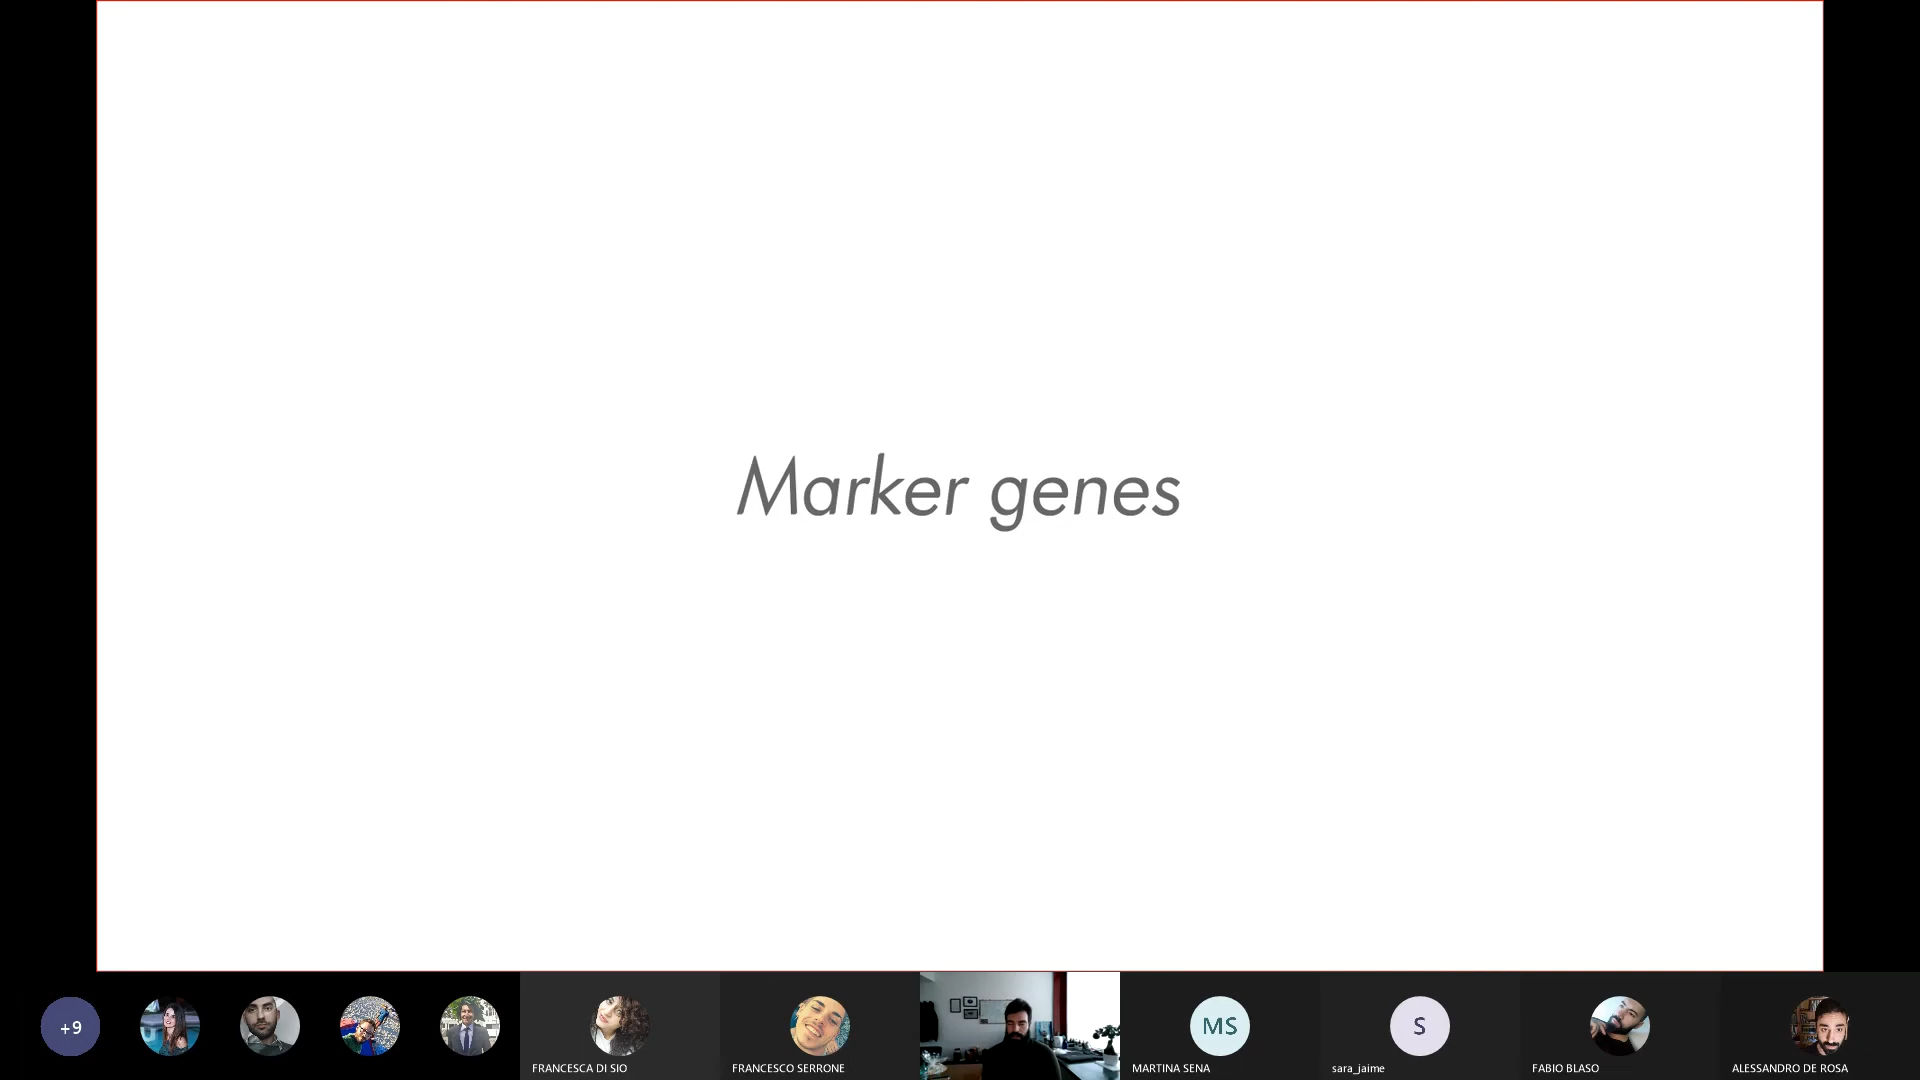 Marker genes
+9
MS
S
FRANCESCA DI SIO
FRANCESCO SERRONE
MARTINA SENA
sara_jaime
FABIO BLASO
ALESSANDRO DE ROSA